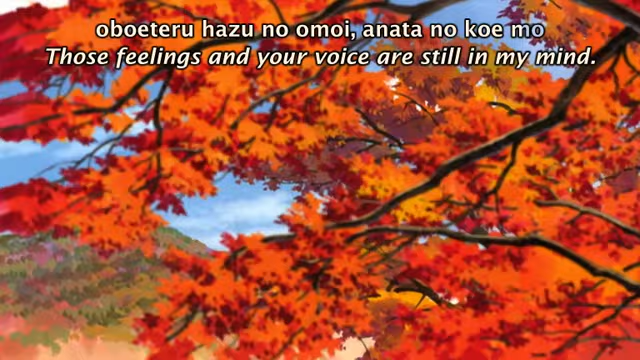 oboeteru hazu no omoi, anata no koe mo
Those feelings and your voice are still in my mind.